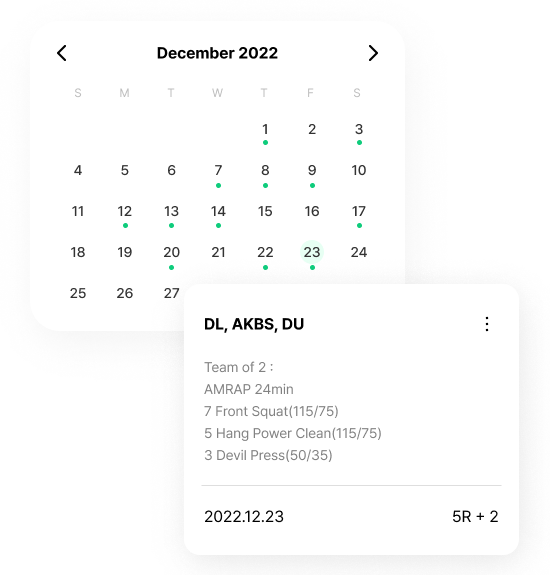 December 2022
S M T W T F S
1 2 3
4 5 6 7 8 9 10
11 12 13 14 15 16 17
18 19 20 21 22 23 24
25 26 27
DL, AKBS, DU
Team of 2 :
AMRAP 24min
7 Front Squat(115/75)
5 Hang Power Clean(115/75)
3 Devil Press(50/35)
2022.12.23 5R + 2